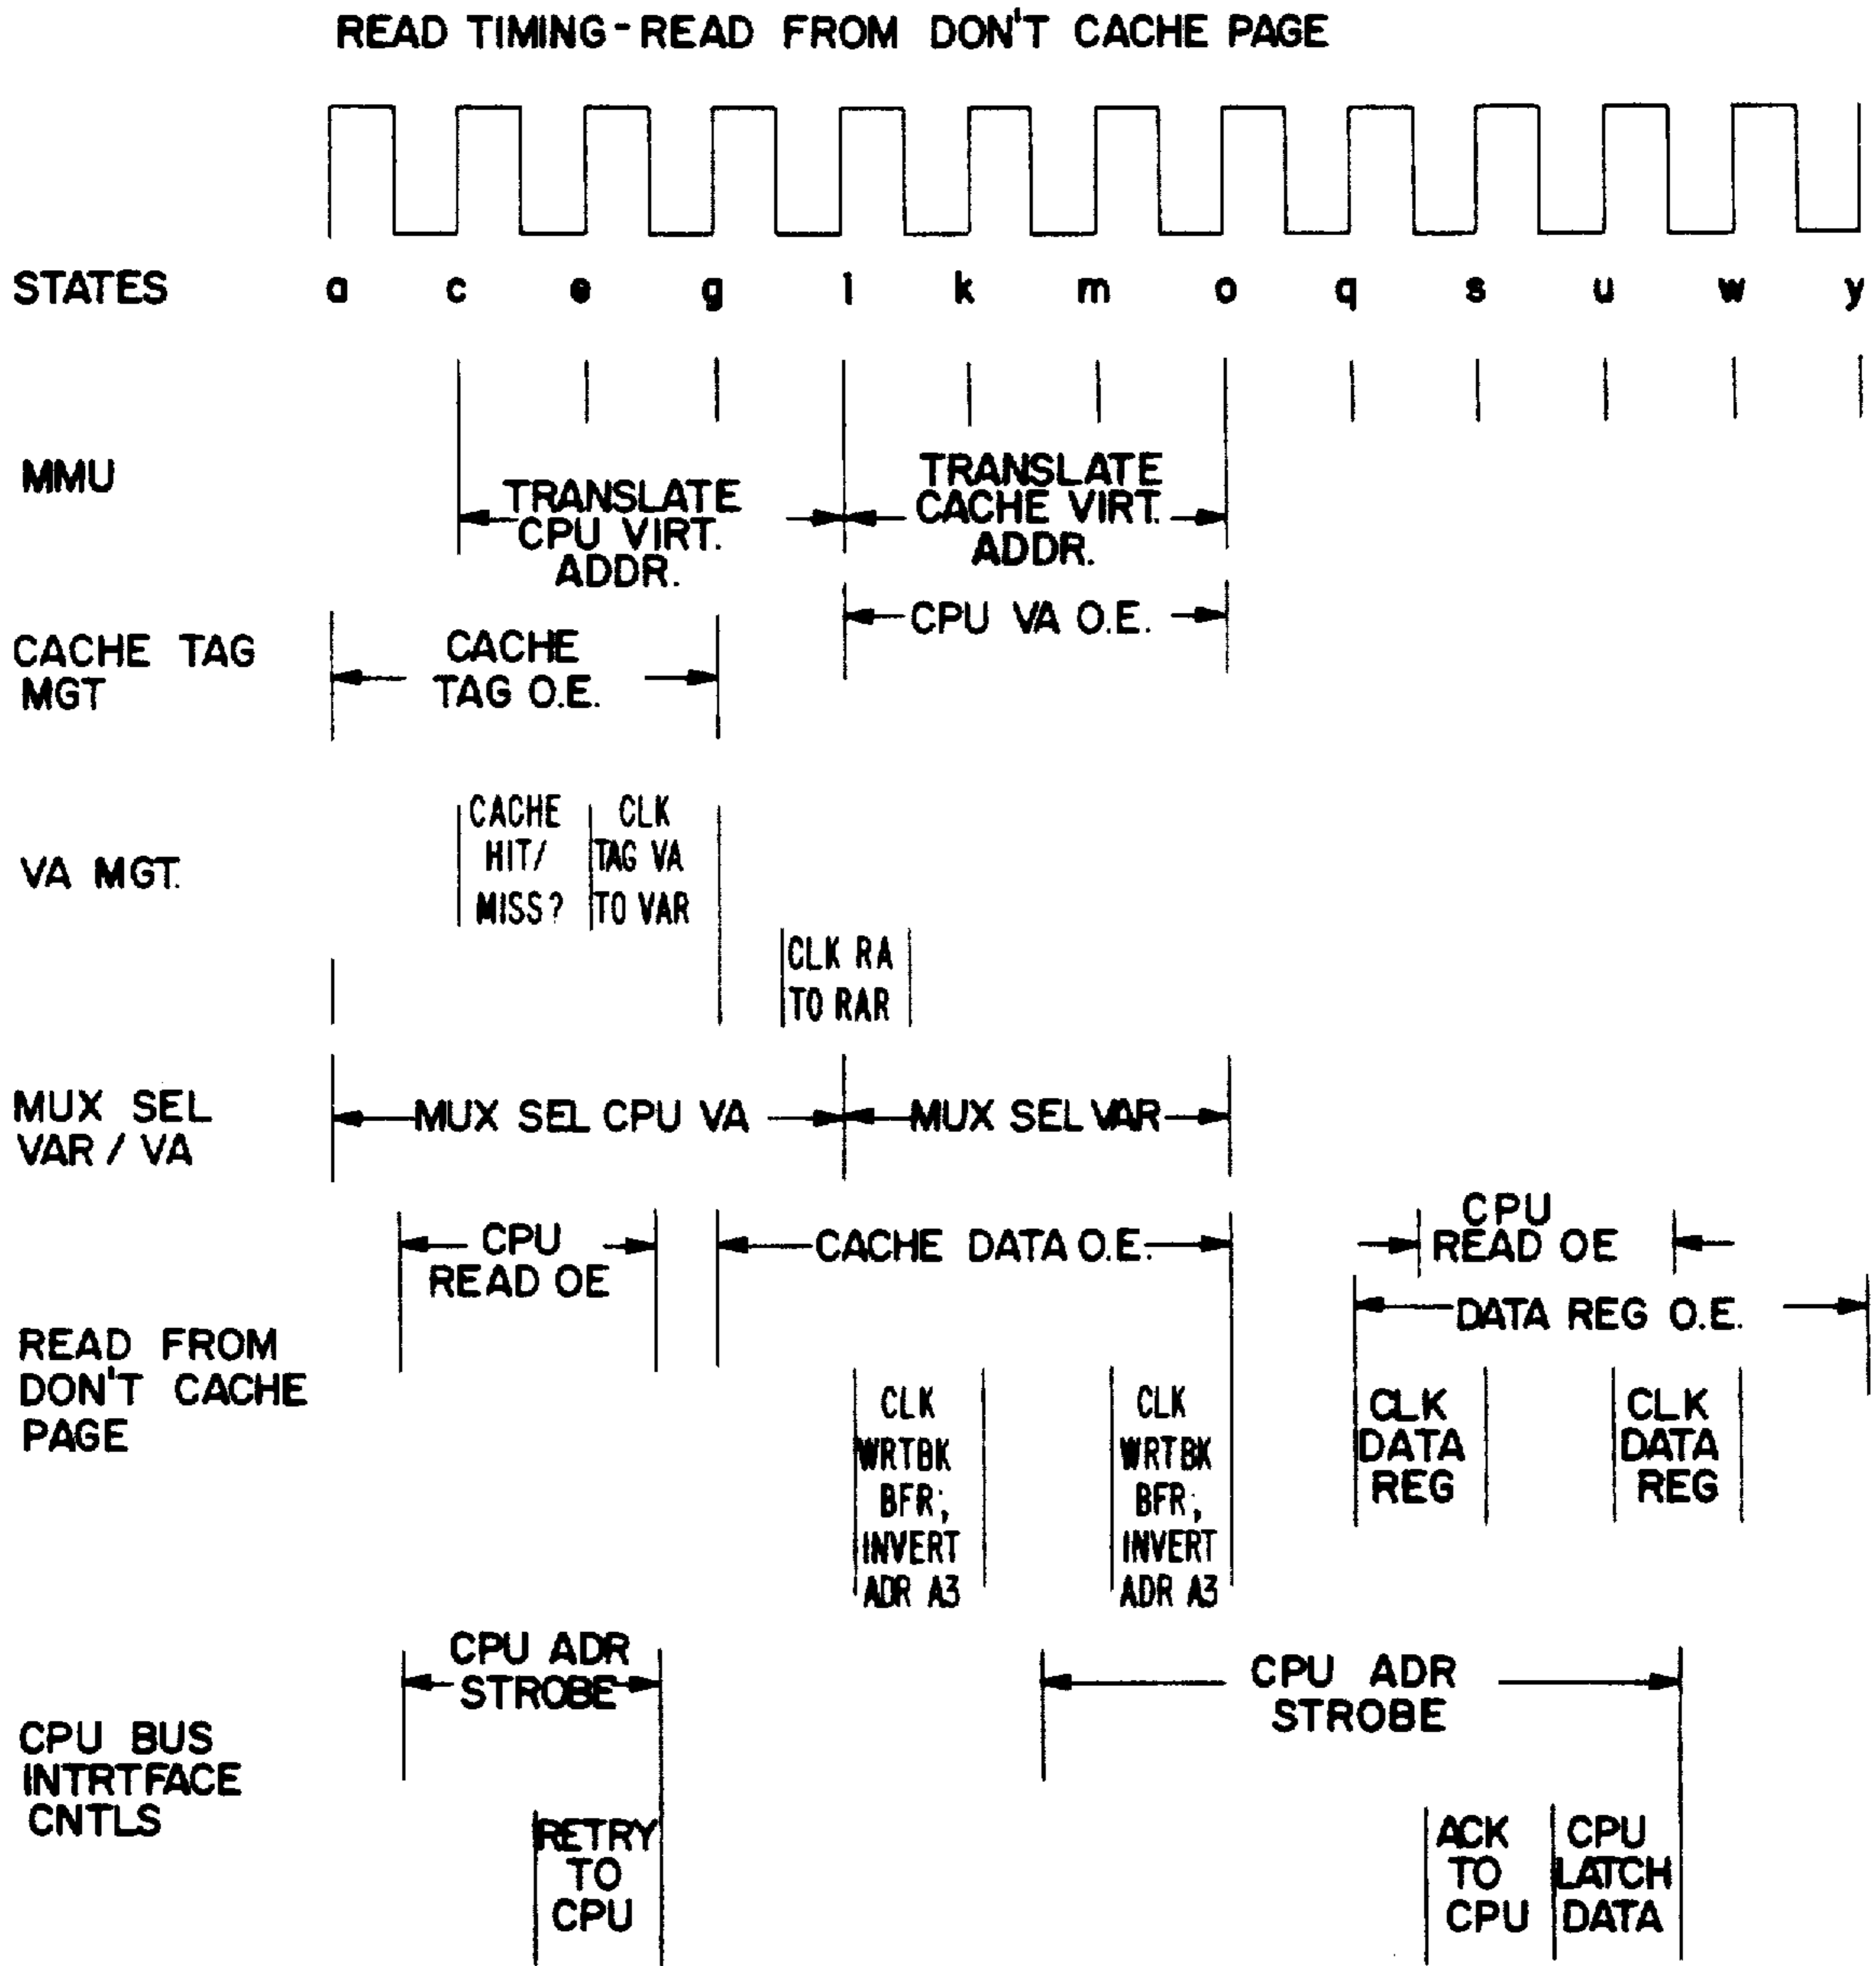 READ TIMING - READ FROM DON'T CACHE PAGE
STATES a c e g i k m o q s u w y
MMU
TRANSLATE
CPU VIRT.
ADDR.
TRANSLATE
CACHE VIRT.
ADDR.
CPU VA O.E.
CACHE TAG
MGT
CACHE
TAG O.E.
VA MGT.
CACHE
HIT/
MISS?
CLK
TAG VA
TO VAR
CLK RA
TO RAR
MUX SEL
VAR / VA
MUX SEL CPU VA
MUX SEL VAR
READ FROM
DON'T CACHE
PAGE
CPU
READ OE
CACHE DATA O.E.
CPU
READ OE
DATA REG O.E.
CLK
WRTBK
BFR;
INVERT
ADR A3
CLK
WRTBK
BFR;
INVERT
ADR A3
CLK
DATA
REG
CLK
DATA
REG
CPU BUS
INTRTFACE
CNTLS
CPU ADR
STROBE
CPU ADR
STROBE
RETRY
TO
CPU
ACK
TO
CPU
CPU
LATCH
DATA